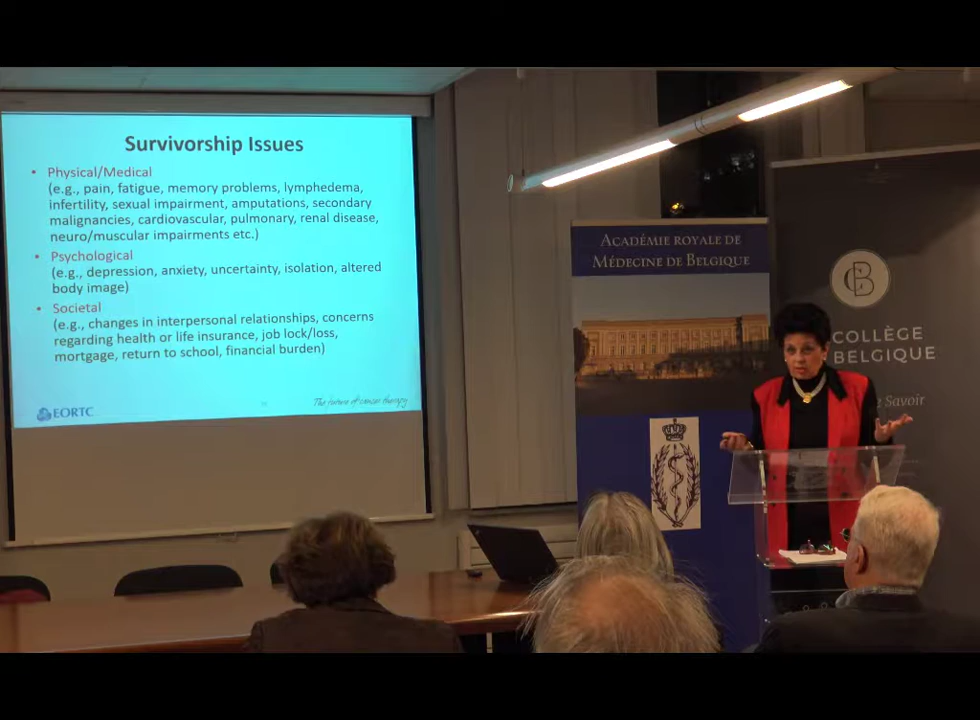 Survivorship Issues
• Physical/Medical
(e.g., pain, fatigue, memory problems, lymphedema,
infertility, sexual impairment, amputations, secondary
malignancies, cardiovascular, pulmonary, renal disease,
neuro/muscular impairments etc.)
• Psychological
(e.g., depression, anxiety, uncertainty, isolation, altered
body image)
• Societal
(e.g., changes in interpersonal relationships, concerns
regarding health or life insurance, job lock/loss,
mortgage, return to school, financial burden)
EORTC
The future of cancer therapy
ACADÉMIE ROYALE DE
MÉDECINE DE BELGIQUE
CB
COLLÈGE
BELGIQUE
Savoir